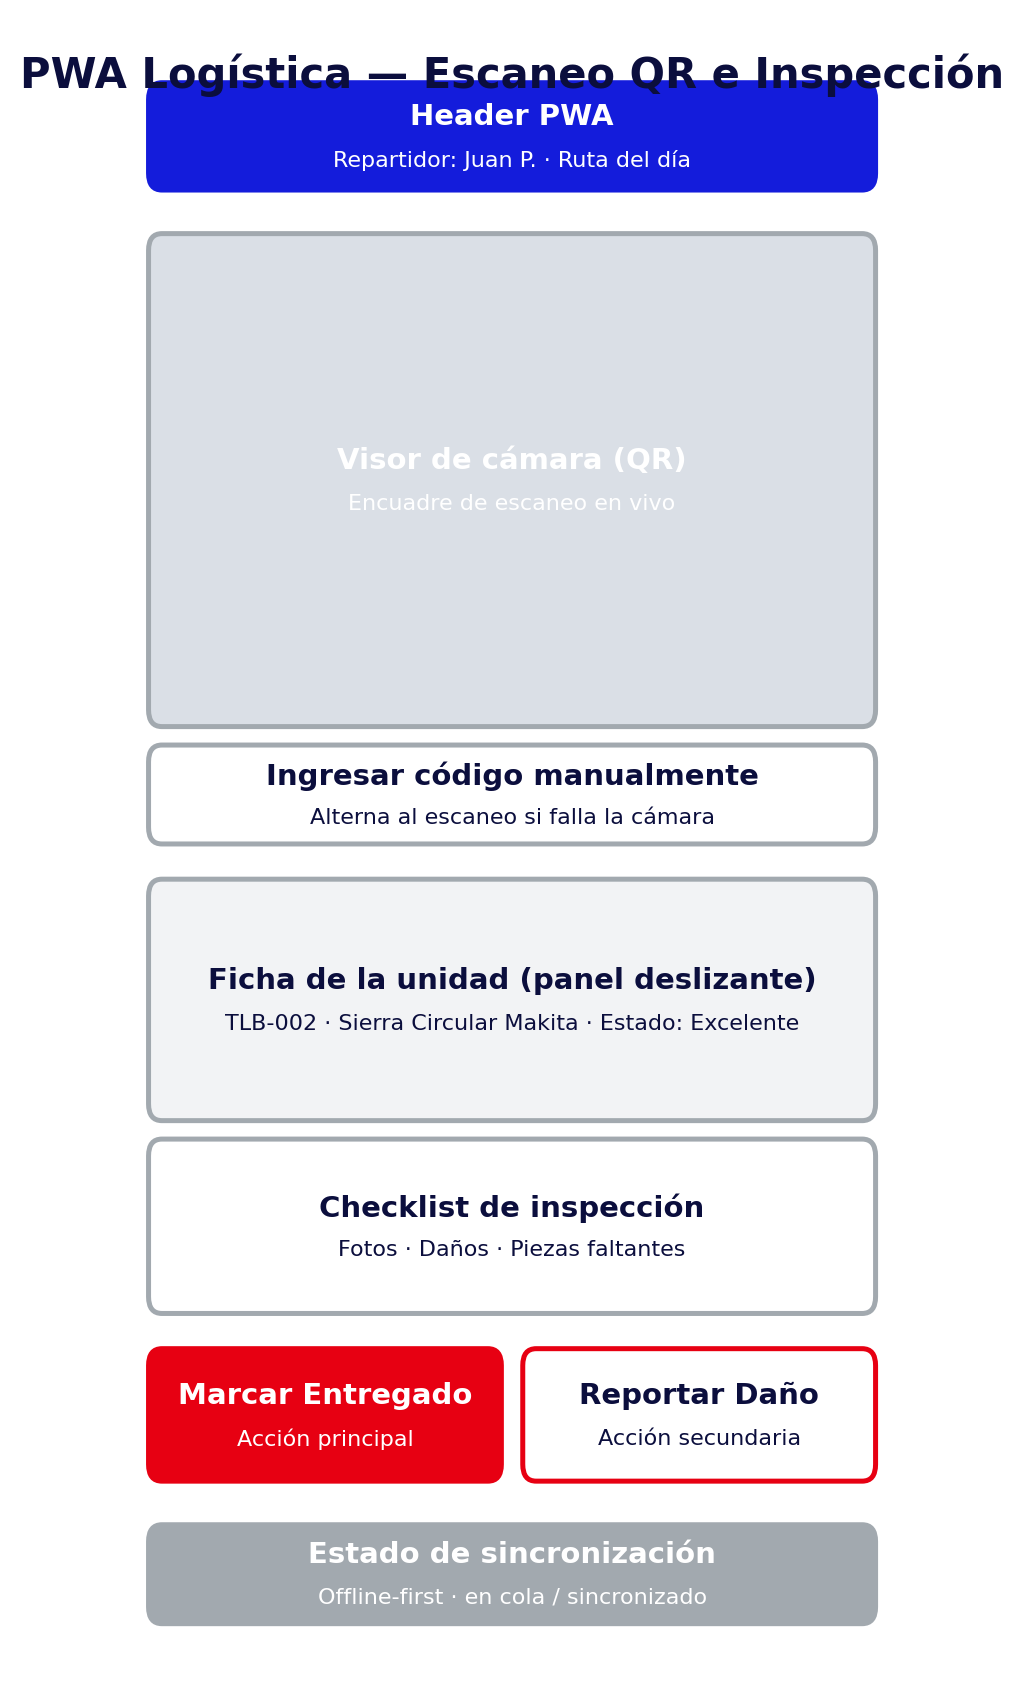 PWA Logística — Escaneo QR e Inspección
Header PWA
Repartidor: Juan P. · Ruta del día
Visor de cámara (QR)
Encuadre de escaneo en vivo
Ingresar código manualmente
Alterna al escaneo si falla la cámara
Ficha de la unidad (panel deslizante)
TLB-002 · Sierra Circular Makita · Estado: Excelente
Checklist de inspección
Fotos · Daños · Piezas faltantes
Marcar Entregado
Acción principal
Reportar Daño
Acción secundaria
Estado de sincronización
Offline-first · en cola / sincronizado